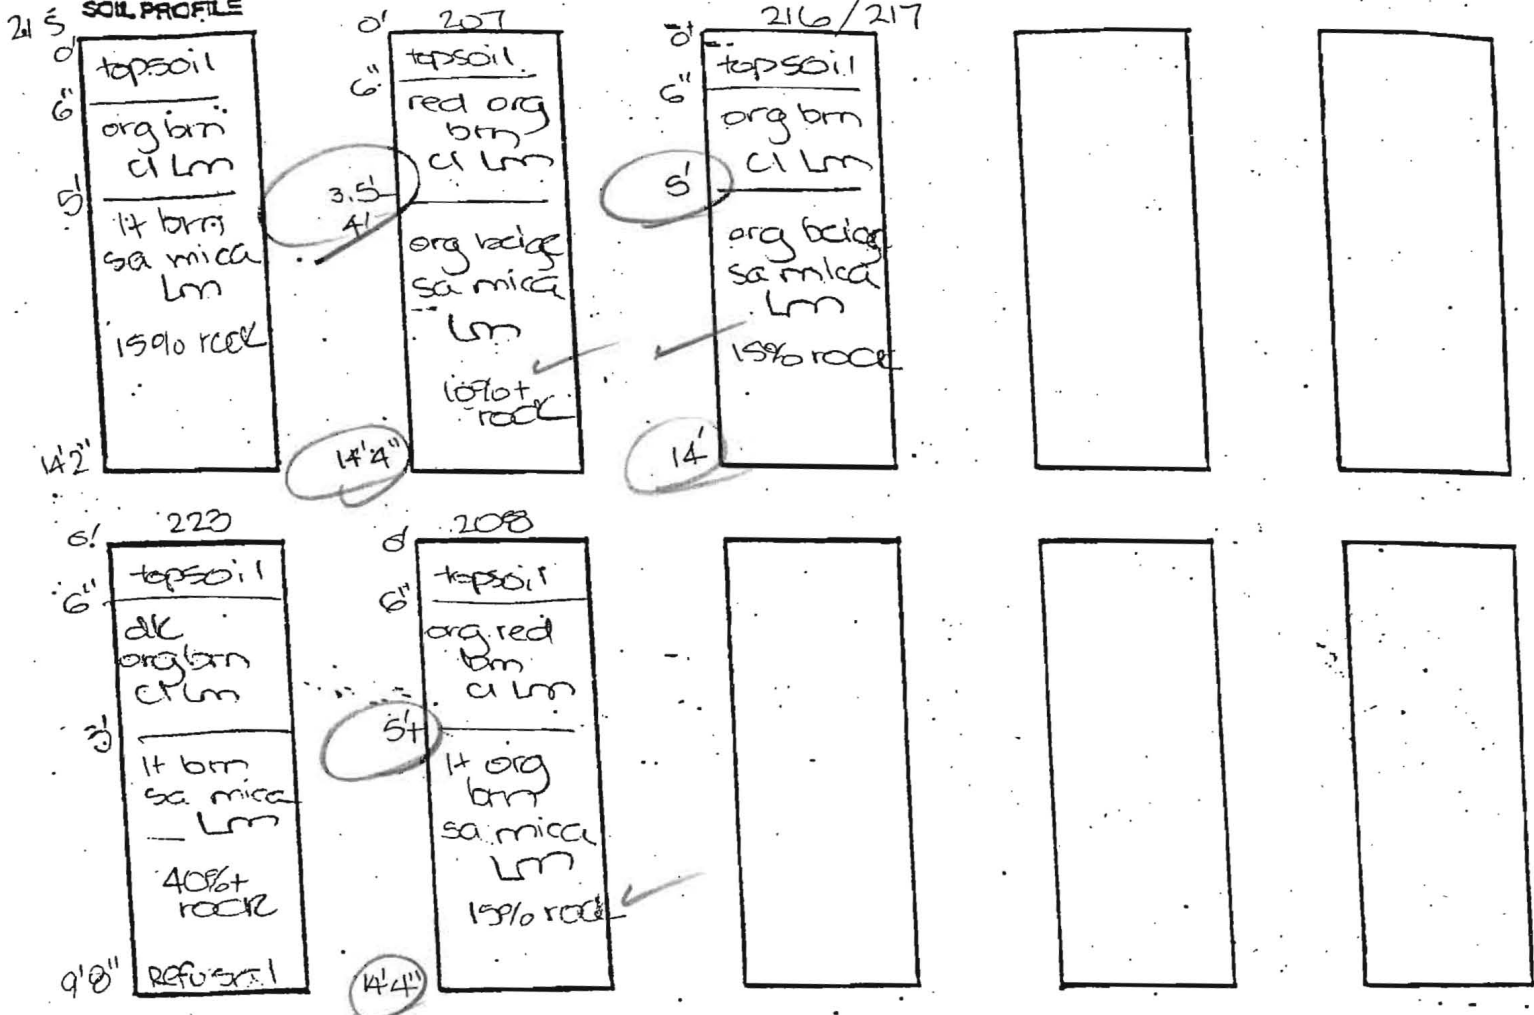 SOIL PROFILE
215
0'
topsoil
6"
org brn
cl Lm
5'
lt brn
sa mica
Lm
15% rock
14'2"
207
0'
topsoil
6"
red org
brn
cl Lm
3.5'
4'
org beige
sa mica
Lm
10%+
rock
14'4"
216/217
0'
topsoil
6"
org brn
cl Lm
5'
org beige
sa mica
Lm
15% rock
14'
223
0'
topsoil
6"
dk
org brn
cl Lm
lt brn
sa mica
Lm
40%+
rock
9'8"
Refusal
208
0'
topsoil
6"
org red
brn
cl Lm
5'+
lt org
brn
sa mica
Lm
15% rock
14'4"